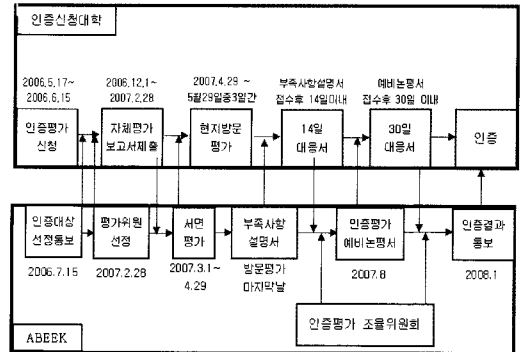 인증신청대학
2006.5.17~
2006.6.15
2006.12.1~
2007.2.28
2007.4.29 ~
5월29일중3일간
부족사항설명서
접수후 14일이내
예비논평서
접수후 30일 이내
인증평가
신청
자체평가
보고서제출
현지방문
평가
14일
대응서
30일
대응서
인증
인증대상
선정통보
평가위원
선정
서면
평가
부족사항
설명서
인증평가
예비논평서
인증결과
통보
2006.7.15
2007.2.28
2007.3.1~
4.29
방문평가
마지막날
2007.8
2008.1
인증평가 조율위원회
ABEEK